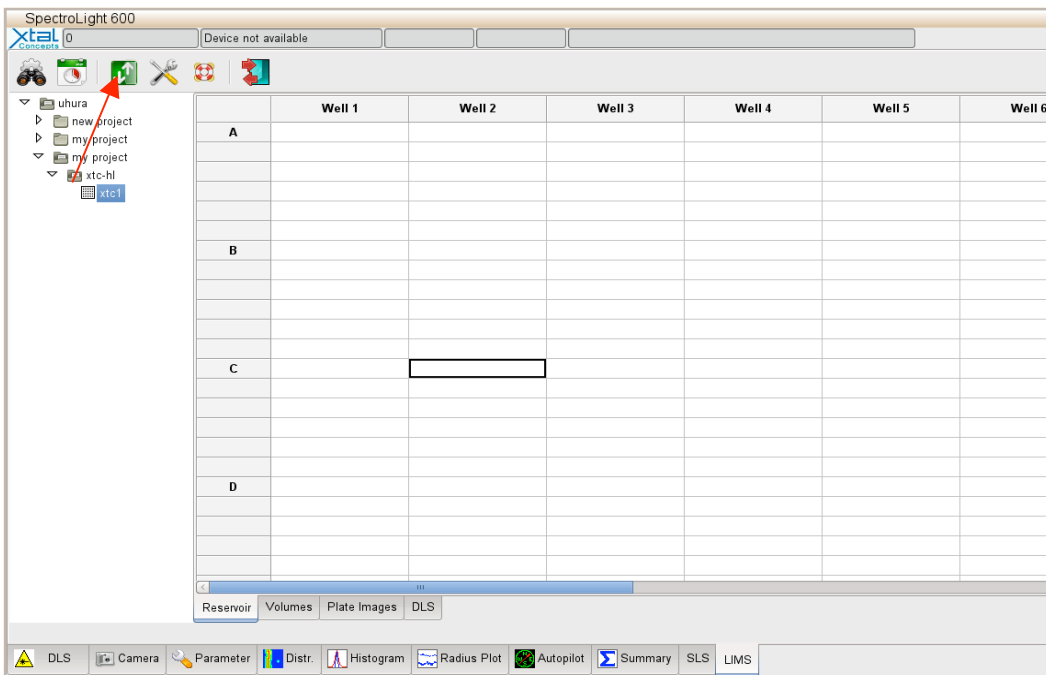 SpectroLight 600
Xtal Concepts
0
Device not available
uhura
new project
my project
my project
xtc-hl
xtc1
Well 1 Well 2 Well 3 Well 4 Well 5 Well 6
A
B
C
D
Reservoir Volumes Plate Images DLS
DLS Camera Parameter Distr. Histogram Radius Plot Autopilot Summary SLS LIMS